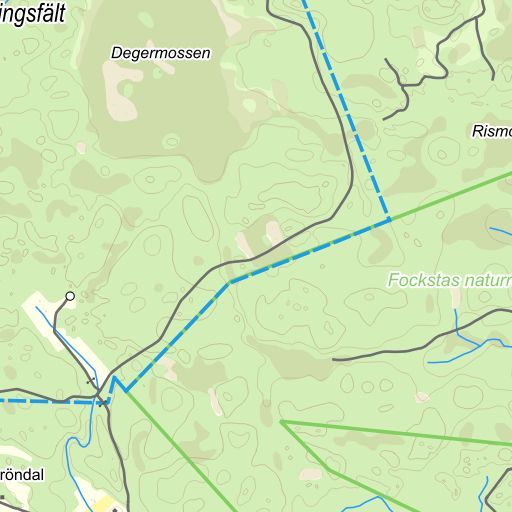 ingsfält
Degermossen
Rismo
Fockstas naturr
röndal